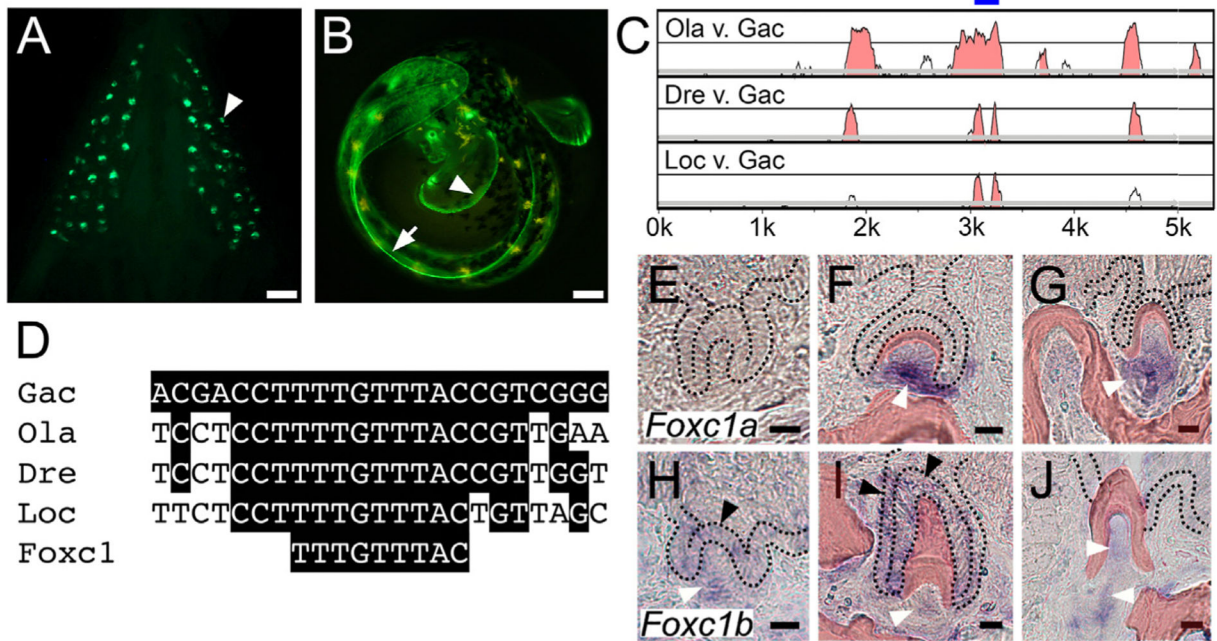 A
B
C
Ola v. Gac
Dre v. Gac
Loc v. Gac
0k 1k 2k 3k 4k 5k
D
Gac ACGACCTTTTGTTTACCGTCGGG
Ola TCCTCCTTTTGTTTACCGTTGAA
Dre TCCTCCTTTTGTTTACCGTTGGT
Loc TTCTCCTTTTGTTTACTGTTAGC
Foxc1 TTTGTTTAC
E
F
G
Foxc1a
H
I
J
Foxc1b